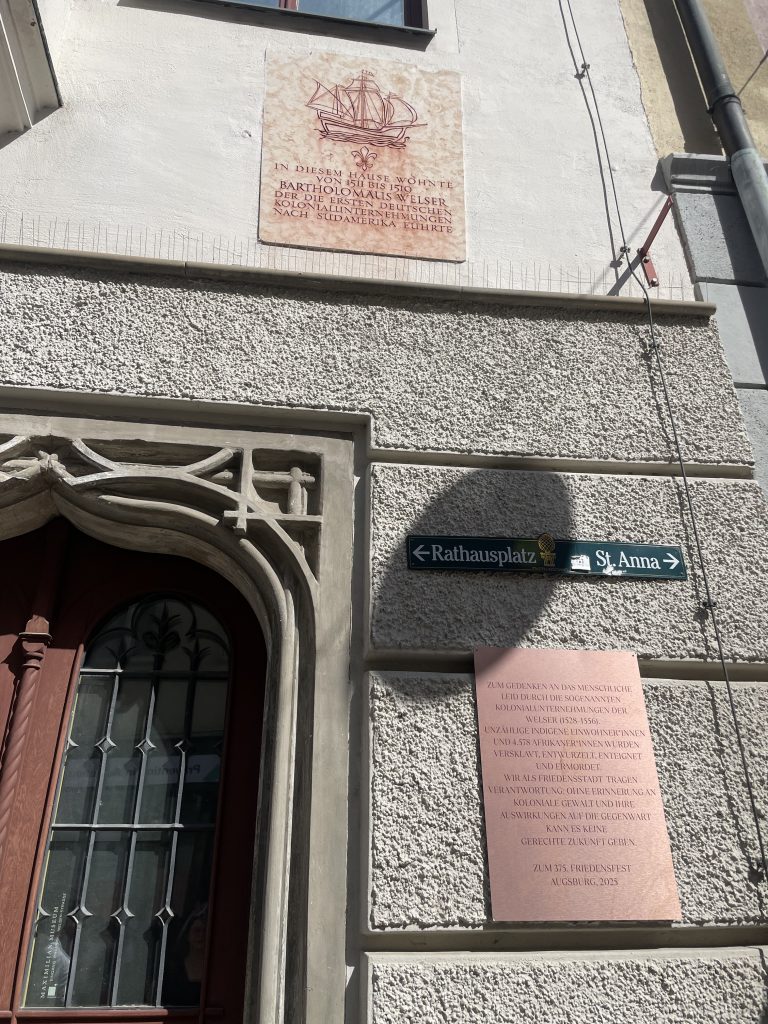 IN DIESEM HAUSE WOHNTE
VON 1511 BIS 1519
BARTHOLOMÄUS WELSER
DER DIE ERSTEN DEUTSCHEN
KOLONIALUNTERNEHMUNGEN
NACH SÜDAMERIKA FÜHRTE
←Rathausplatz St. Anna→
ZUM GEDENKEN AN DAS MENSCHLICHE
LEID DURCH DIE SOGENANNTEN
KOLONIALUNTERNEHMUNGEN DER
WELSER (1528-1556).
UNZÄHLIGE INDIGENE EINWOHNER*INNEN
UND 4.578 AFRIKANER*INNEN WURDEN
VERSKLAVT, ENTWURZELT, ENTEIGNET
UND ERMORDET.
WIR ALS FRIEDENSSTADT TRAGEN
VERANTWORTUNG: OHNE ERINNERUNG AN
KOLONIALE GEWALT UND IHRE
AUSWIRKUNGEN AUF DIE GEGENWART
KANN ES KEINE
GERECHTE ZUKUNFT GEBEN.
ZUM 375. FRIEDENSFEST
AUGSBURG, 2025
MAXIMILIAN MUSEUM